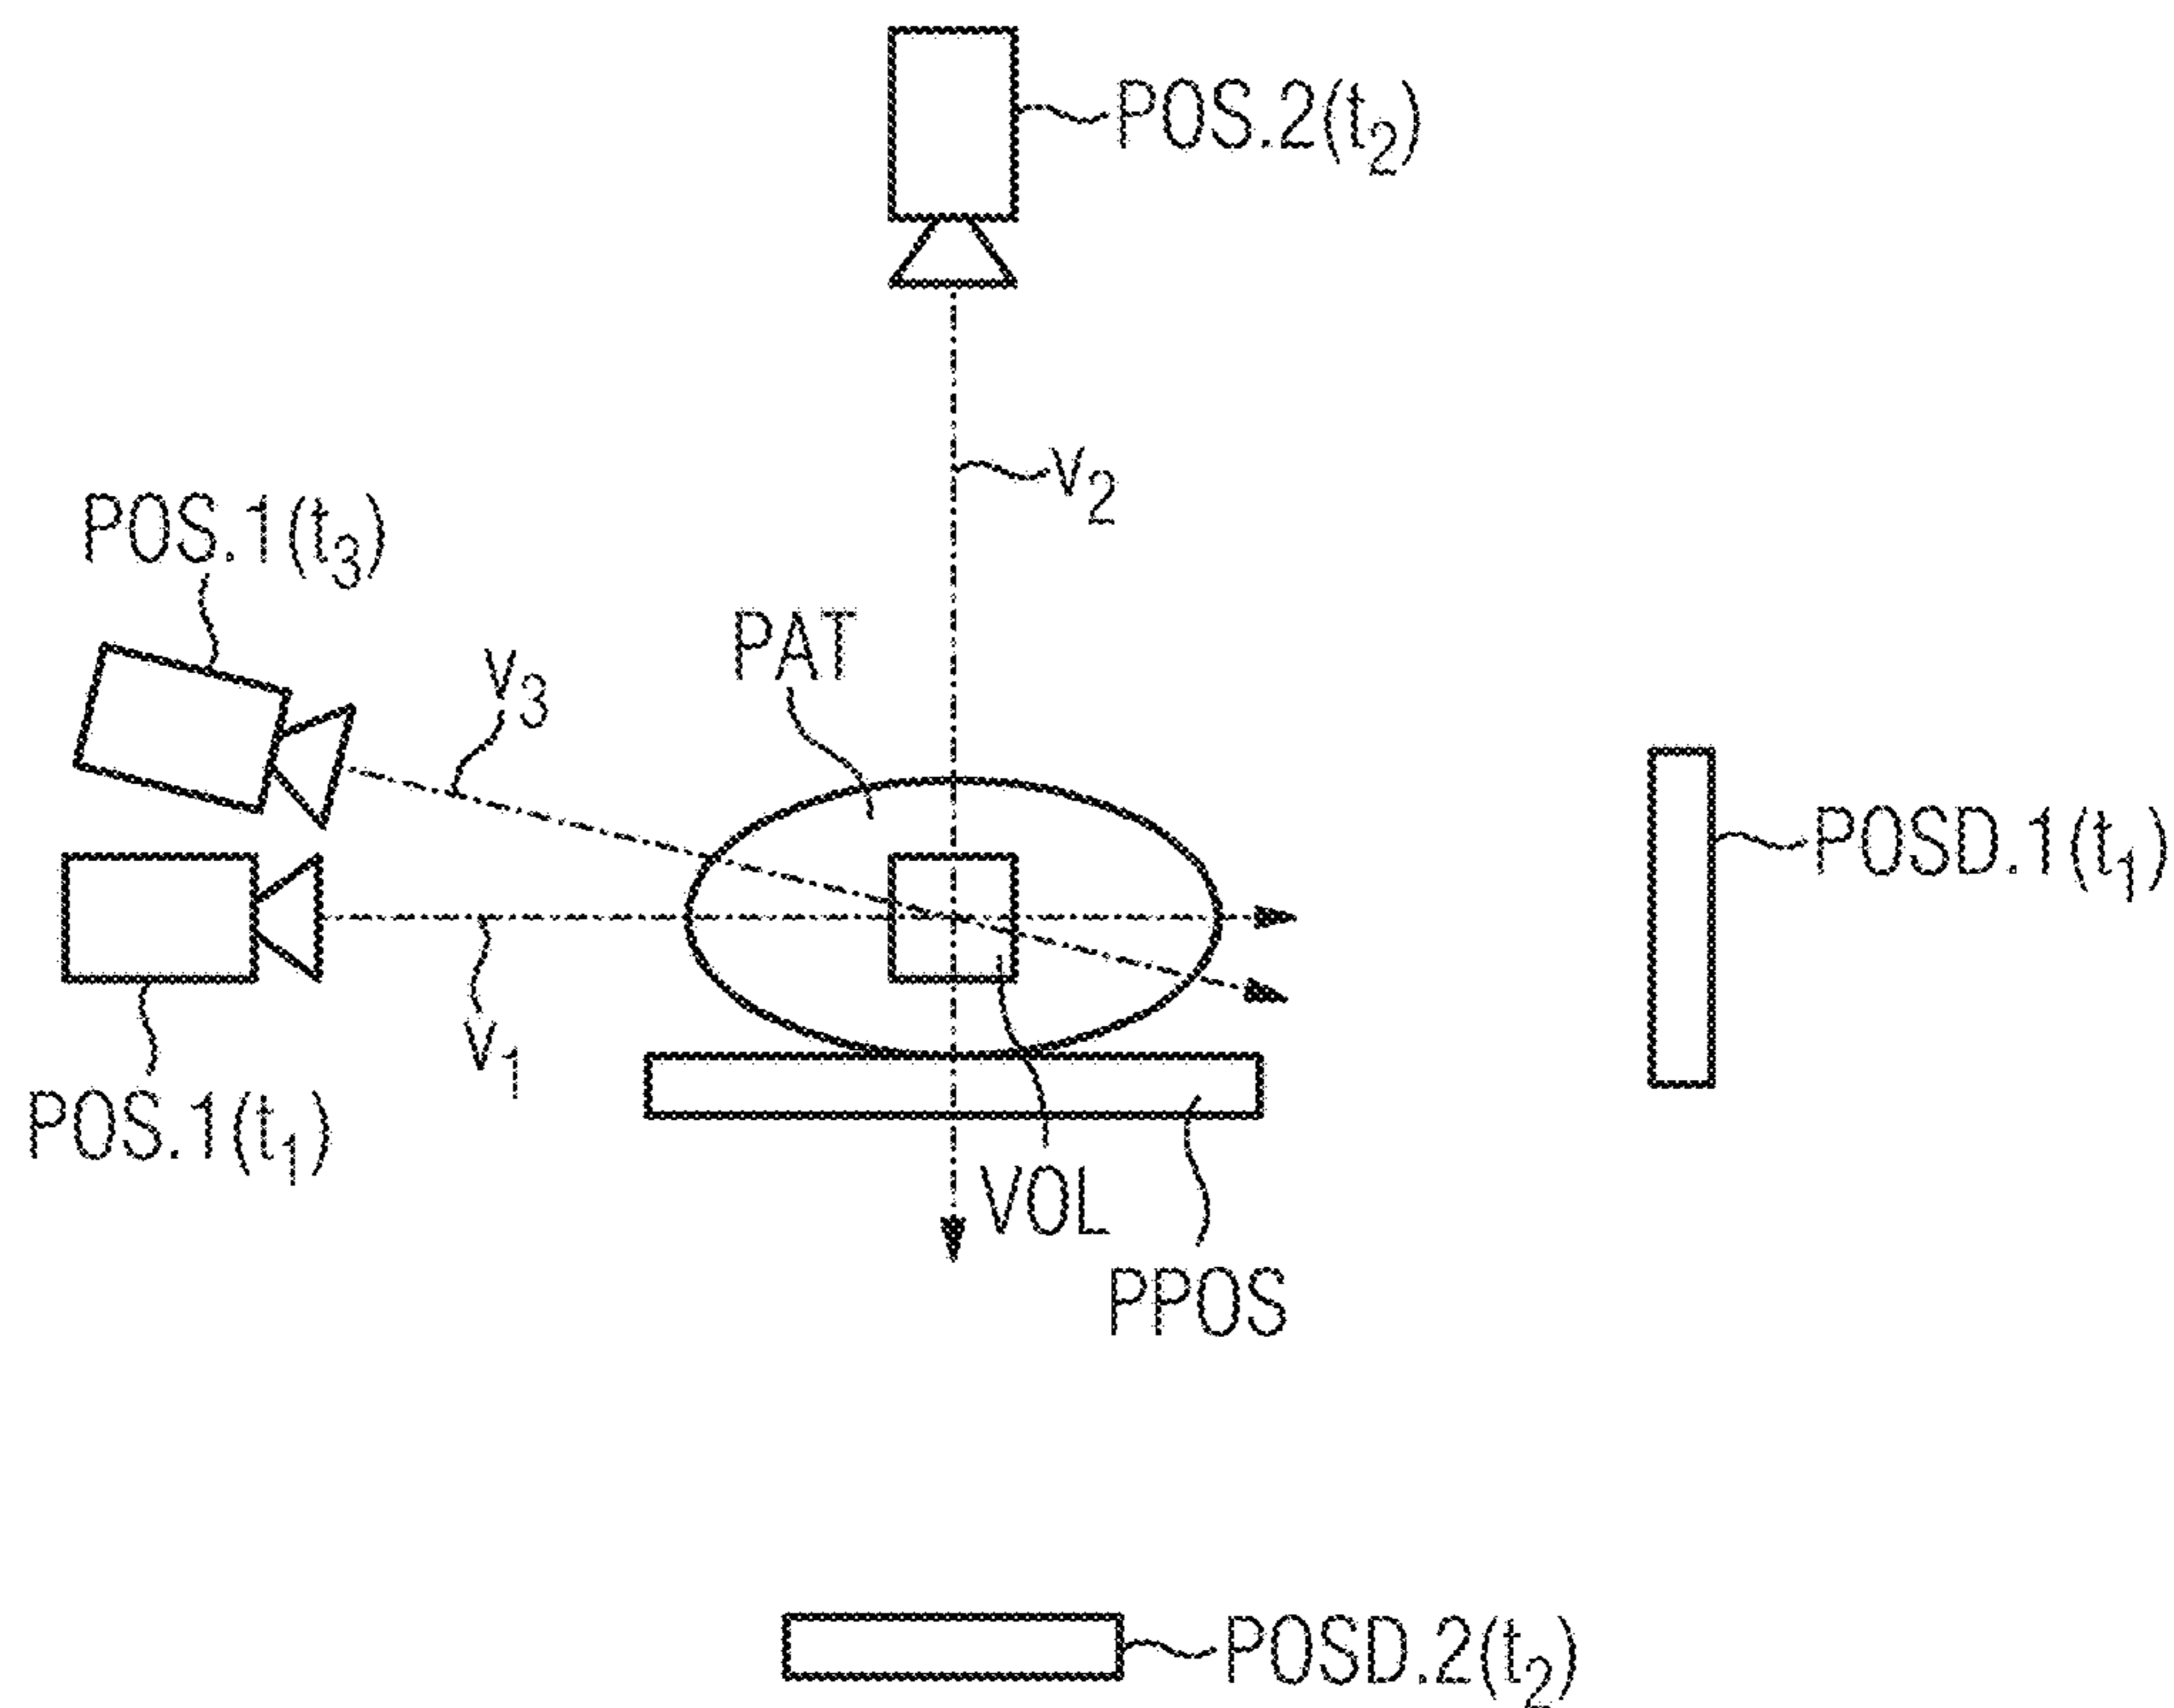 POS.2(t₂)
v₂
POS.1(t₃)
v₃
PAT
POSD.1(t₁)
v₁
POS.1(t₁)
VOL
PPOS
POSD.2(t₂)